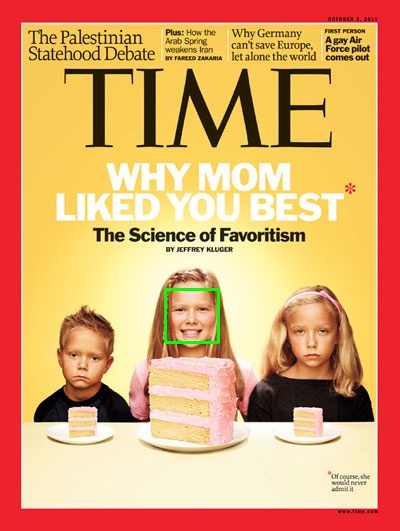 OCTOBER 3, 2011
The Palestinian
Statehood Debate
Plus: How the
Arab Spring
weakens Iran
BY FAREED ZAKARIA
Why Germany
can't save Europe,
let alone the world
FIRST PERSON
A gay Air
Force pilot
comes out
TIME
WHY MOM
LIKED YOU BEST*
The Science of Favoritism
BY JEFFREY KLUGER
*Of course, she
would never
admit it
www.time.com